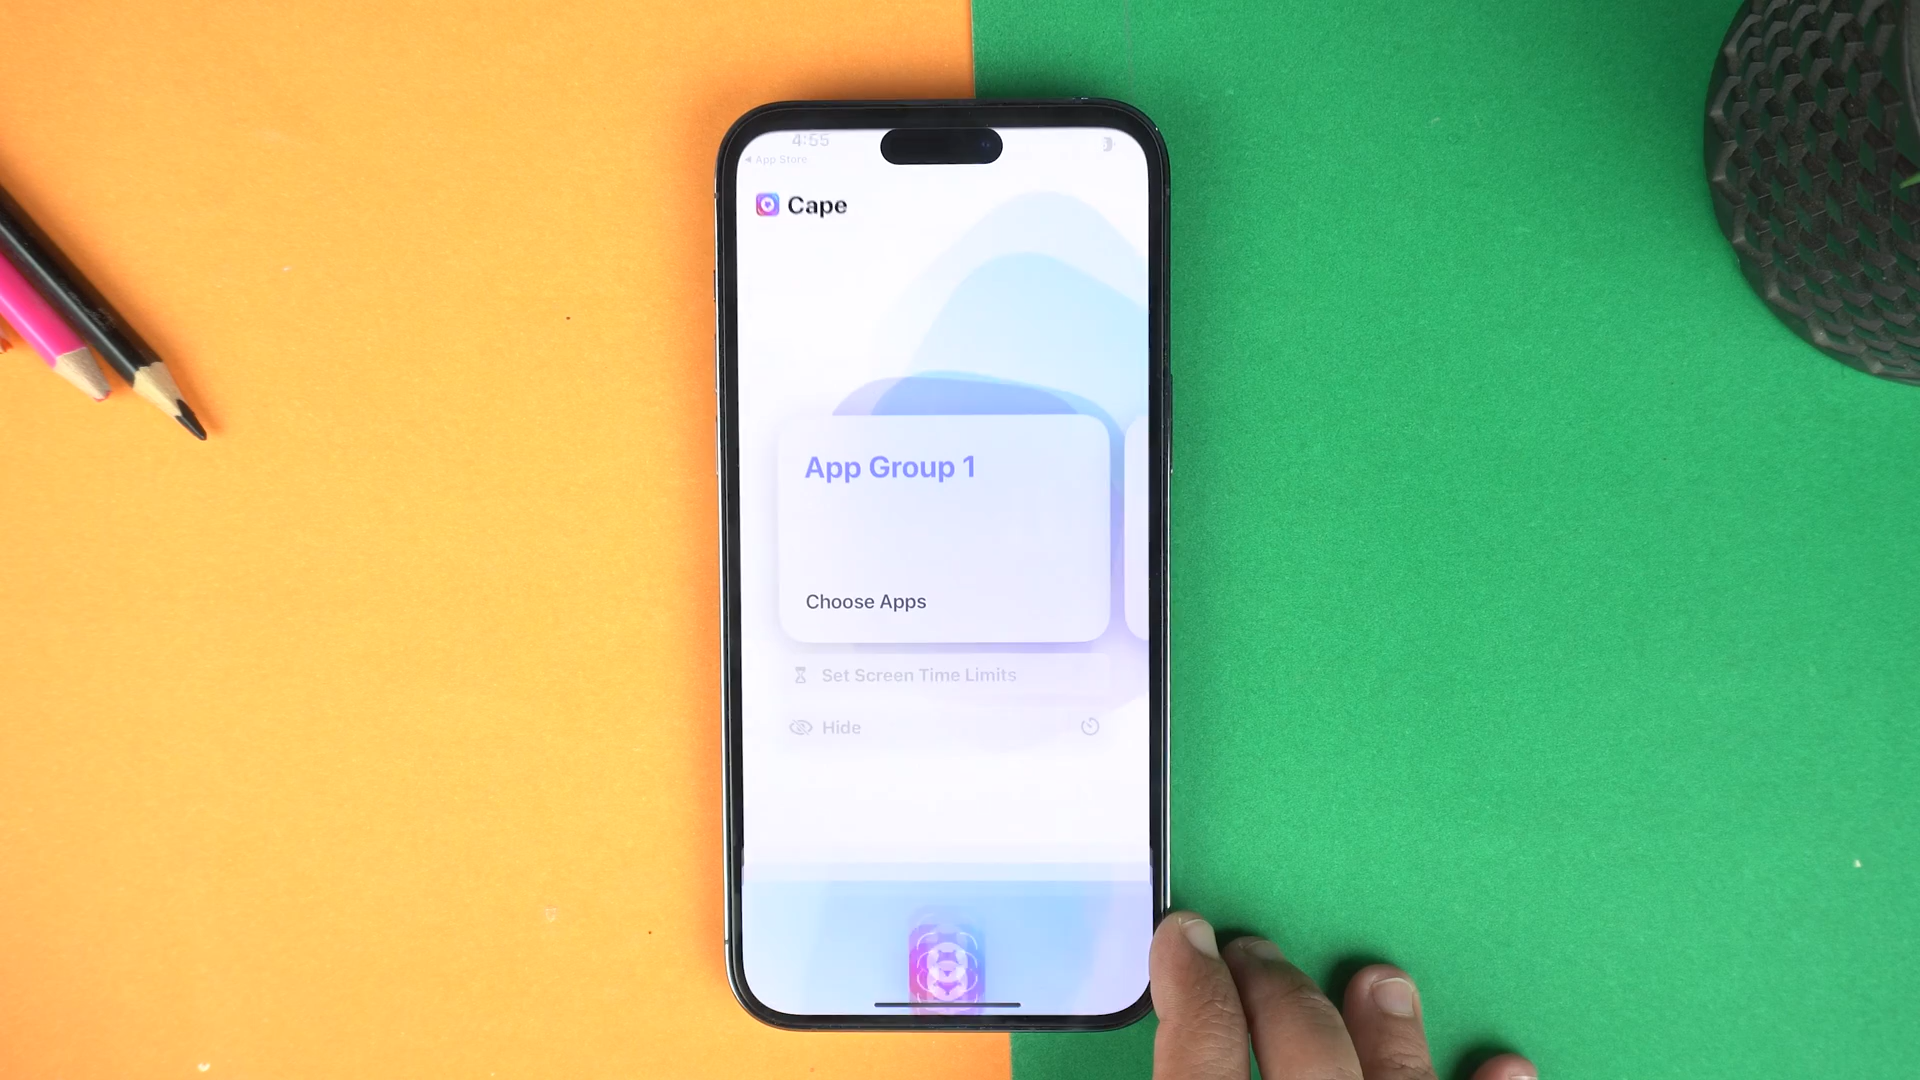 4:55
◀ App Store
Cape
App Group 1
Choose Apps
Set Screen Time Limits
Hide